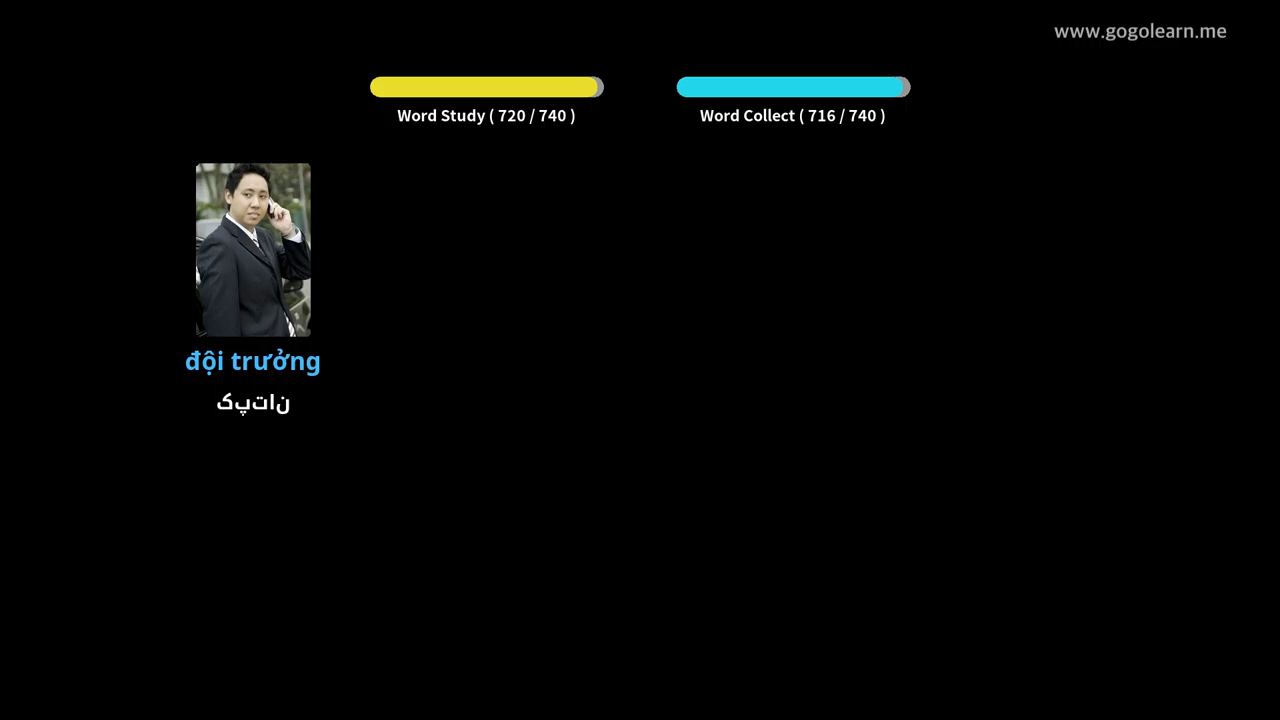 www.gogolearn.me
Word Study ( 720 / 740 )
Word Collect ( 716 / 740 )
đội trưởng
کپتان